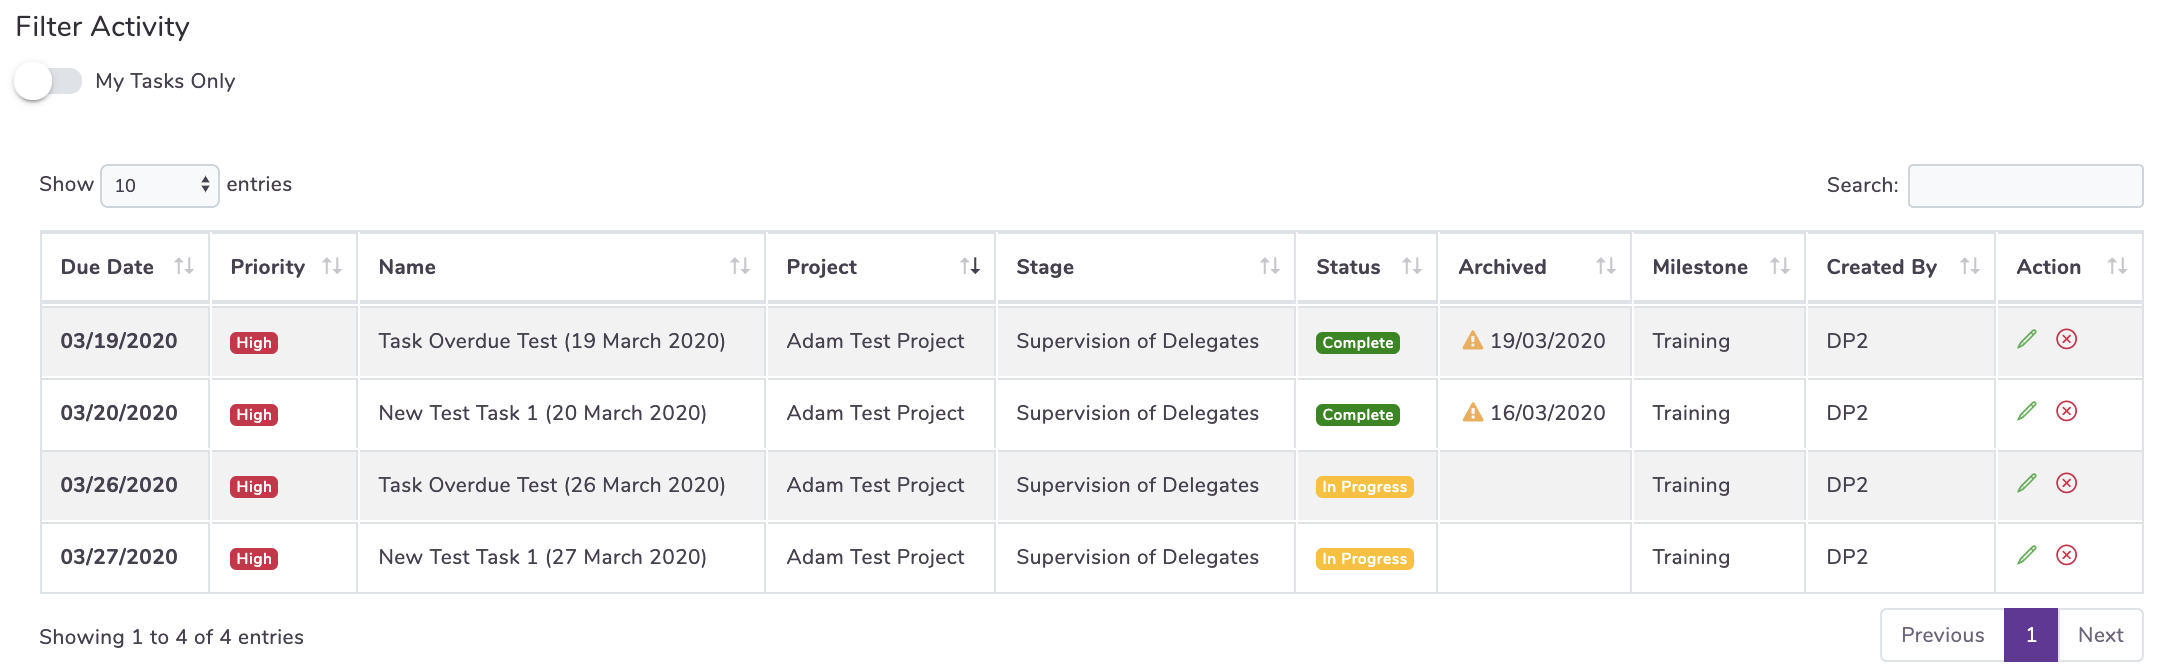 Filter Activity
My Tasks Only
Show 10 entries Search:
Due Date Priority Name Project Stage Status Archived Milestone Created By Action
03/19/2020 High Task Overdue Test (19 March 2020) Adam Test Project Supervision of Delegates Complete 19/03/2020 Training DP2
03/20/2020 High New Test Task 1 (20 March 2020) Adam Test Project Supervision of Delegates Complete 16/03/2020 Training DP2
03/26/2020 High Task Overdue Test (26 March 2020) Adam Test Project Supervision of Delegates In Progress Training DP2
03/27/2020 High New Test Task 1 (27 March 2020) Adam Test Project Supervision of Delegates In Progress Training DP2
Showing 1 to 4 of 4 entries Previous 1 Next